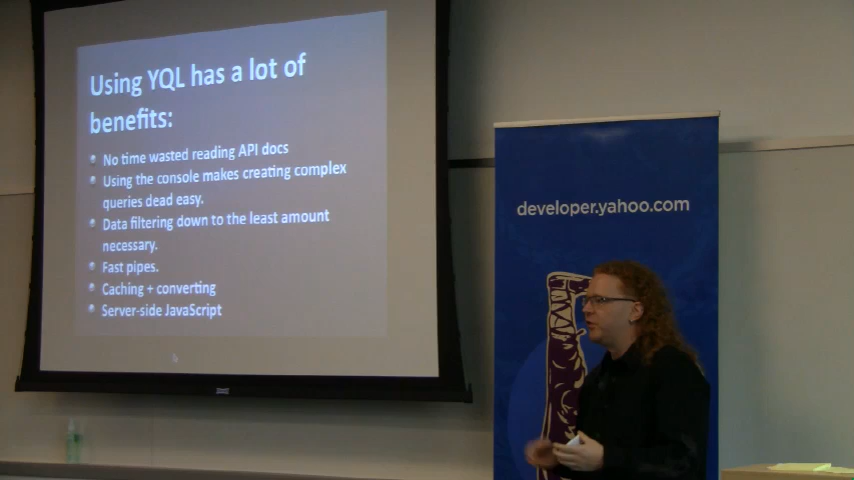 Using YQL has a lot of
benefits:
No time wasted reading API docs
Using the console makes creating complex
queries dead easy.
Data filtering down to the least amount
necessary.
Fast pipes.
Caching + converting
Server-side JavaScript
developer.yahoo.com